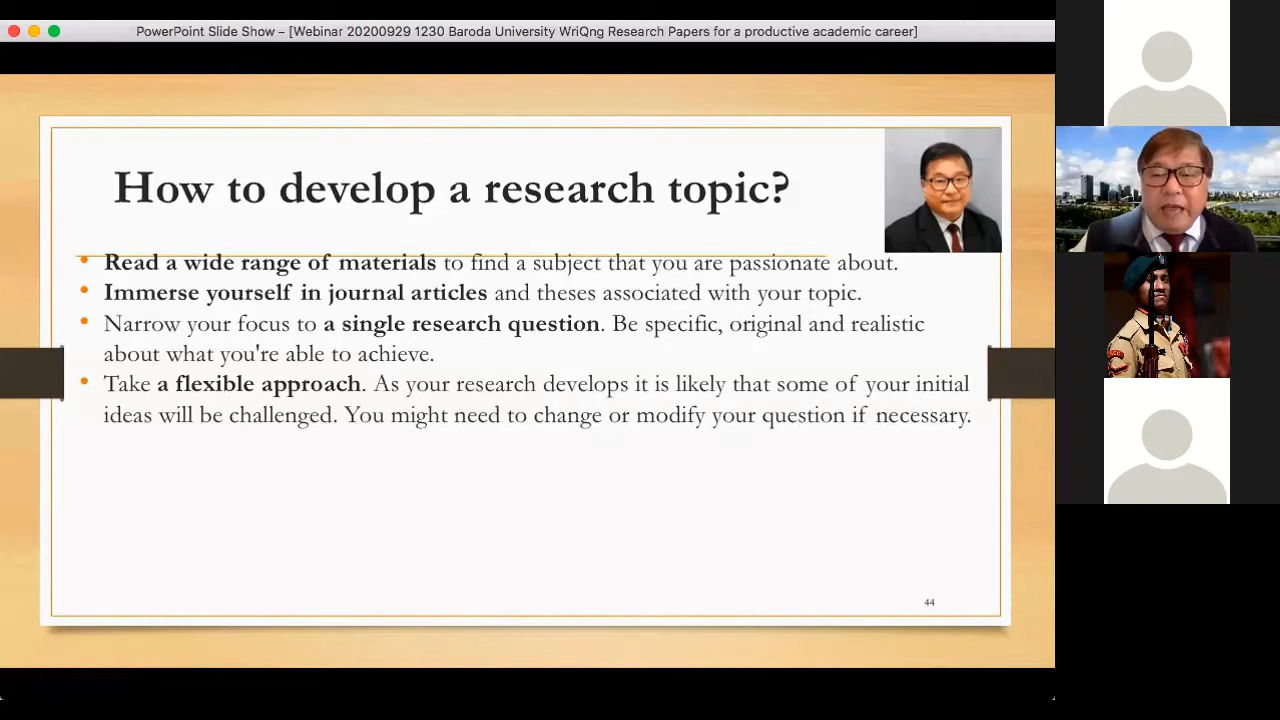 PowerPoint Slide Show – [Webinar 20200929 1230 Baroda University WriQng Research Papers for a productive academic career]
How to develop a research topic?
• Read a wide range of materials to find a subject that you are passionate about.
• Immerse yourself in journal articles and theses associated with your topic.
• Narrow your focus to a single research question. Be specific, original and realistic
about what you're able to achieve.
• Take a flexible approach. As your research develops it is likely that some of your initial
ideas will be challenged. You might need to change or modify your question if necessary.
44